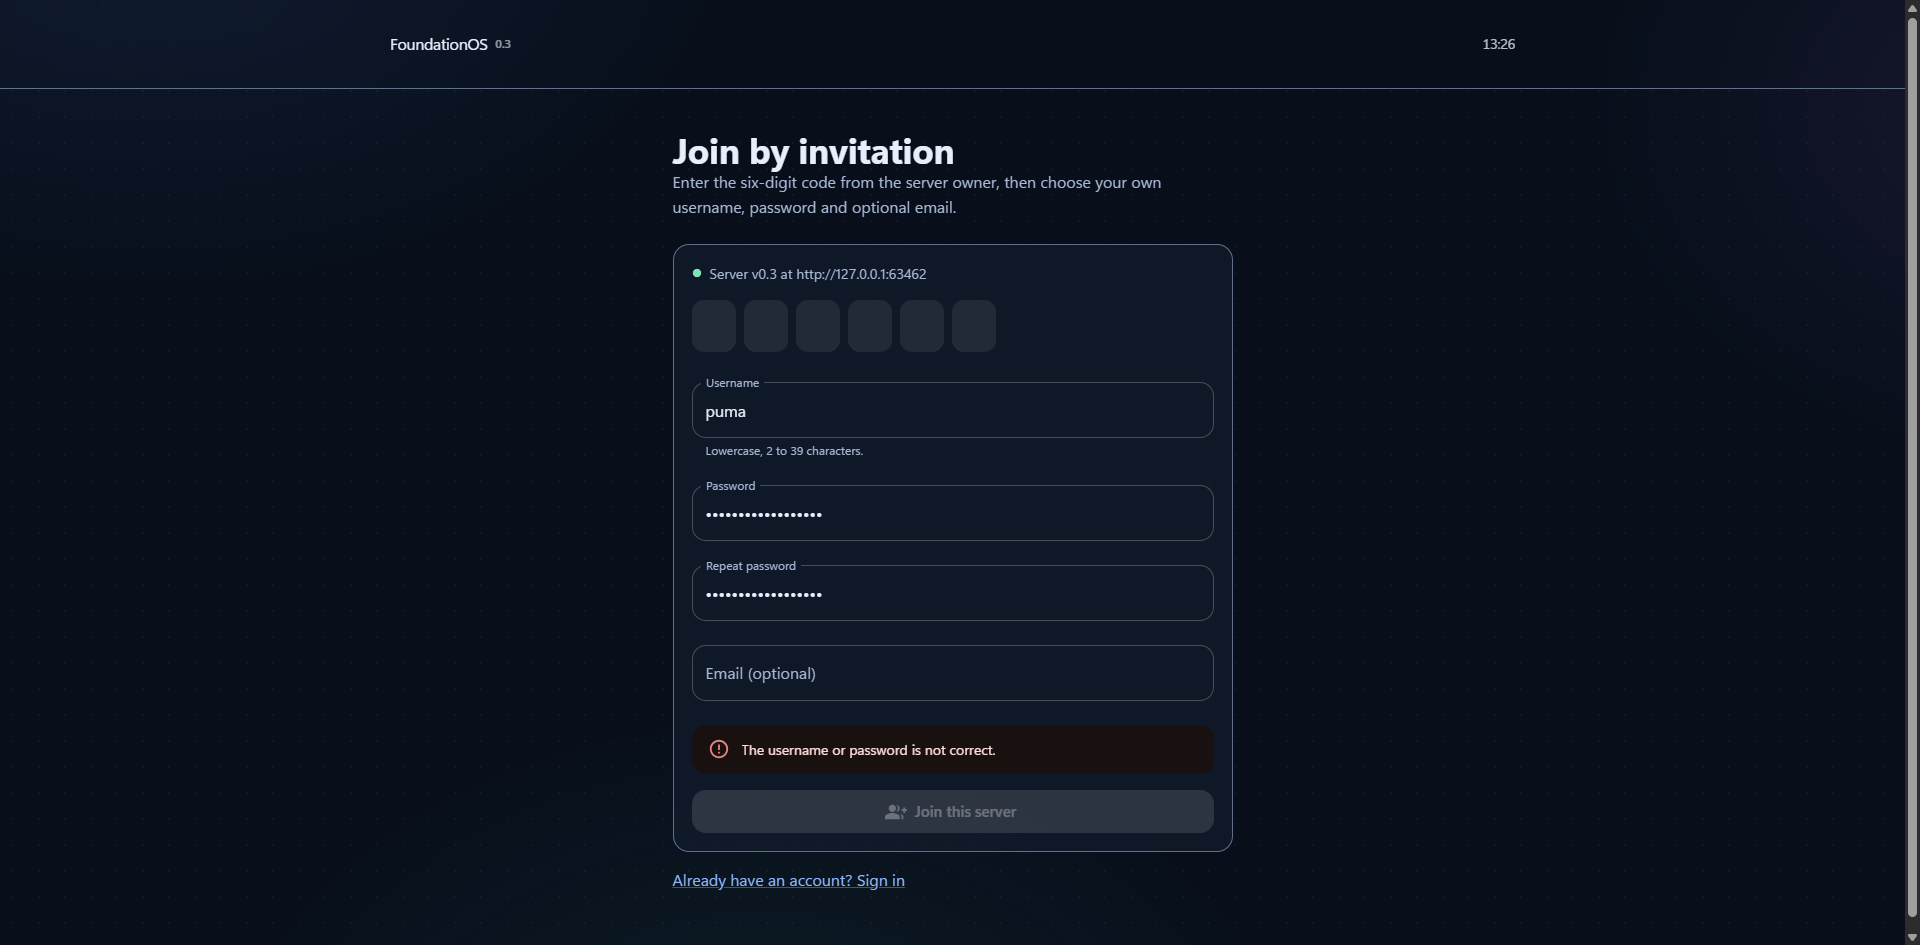 FoundationOS 0.3
13:26
Join by invitation
Enter the six-digit code from the server owner, then choose your own
username, password and optional email.
Server v0.3 at http://127.0.0.1:63462
Username
puma
Lowercase, 2 to 39 characters.
Password
••••••••••••••••••
Repeat password
••••••••••••••••••
Email (optional)
The username or password is not correct.
Join this server
Already have an account? Sign in